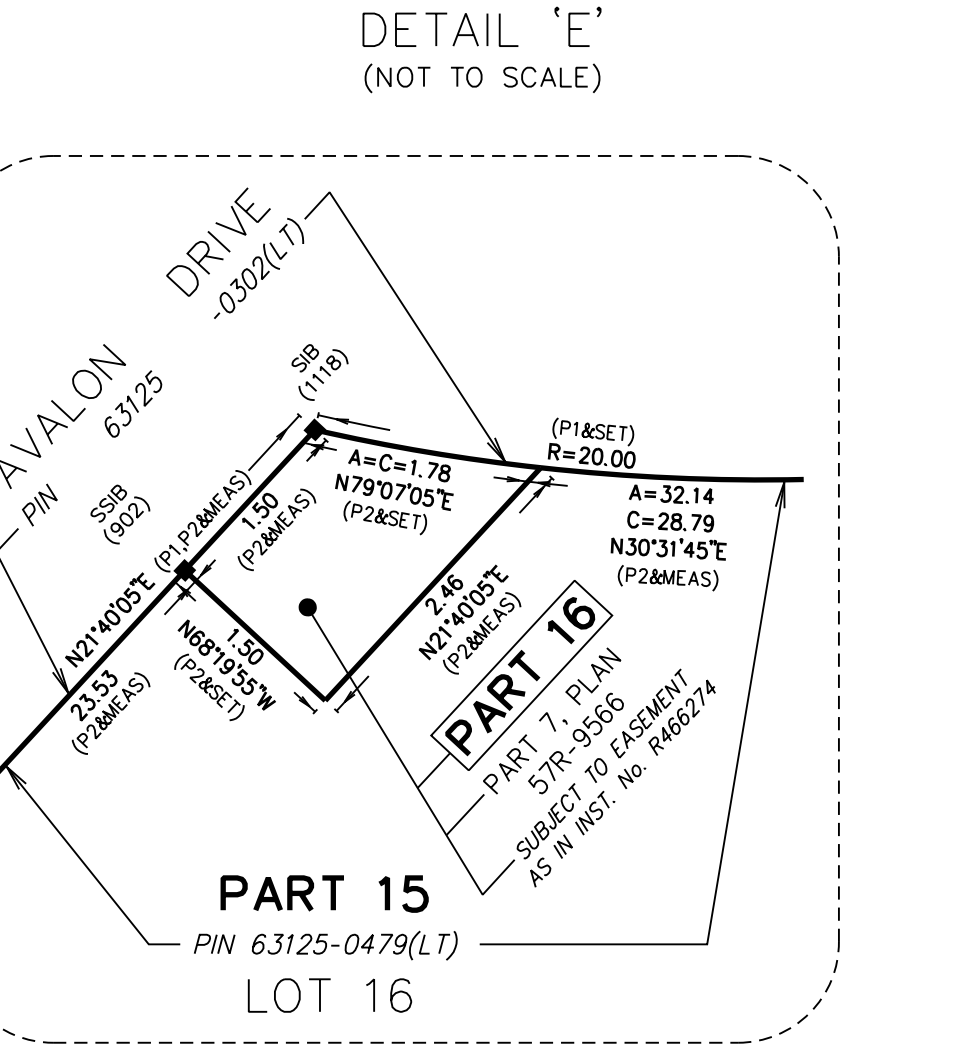 DETAIL 'E'
(NOT TO SCALE)
AVALON DRIVE
PIN 63125 -0302(LT)
SIB
(1118)
SSIB
(902)
(P1,P2&MEAS)
1.50
(P2&MEAS)
A=C=1.78
N79°07'05"E
(P2&SET)
(P1&SET)
R=20.00
A=32.14
C=28.79
N30°31'45"E
(P2&MEAS)
N21°40'05"E
23.53
(P2&MEAS)
1.50
N68°19'55"W
(P2&SET)
2.46
N21°40'05"E
(P2&MEAS)
PART 16
PART 7, PLAN
57R-9566
SUBJECT TO EASEMENT
AS IN INST. No. R466274
PART 15
PIN 63125-0479(LT)
LOT 16